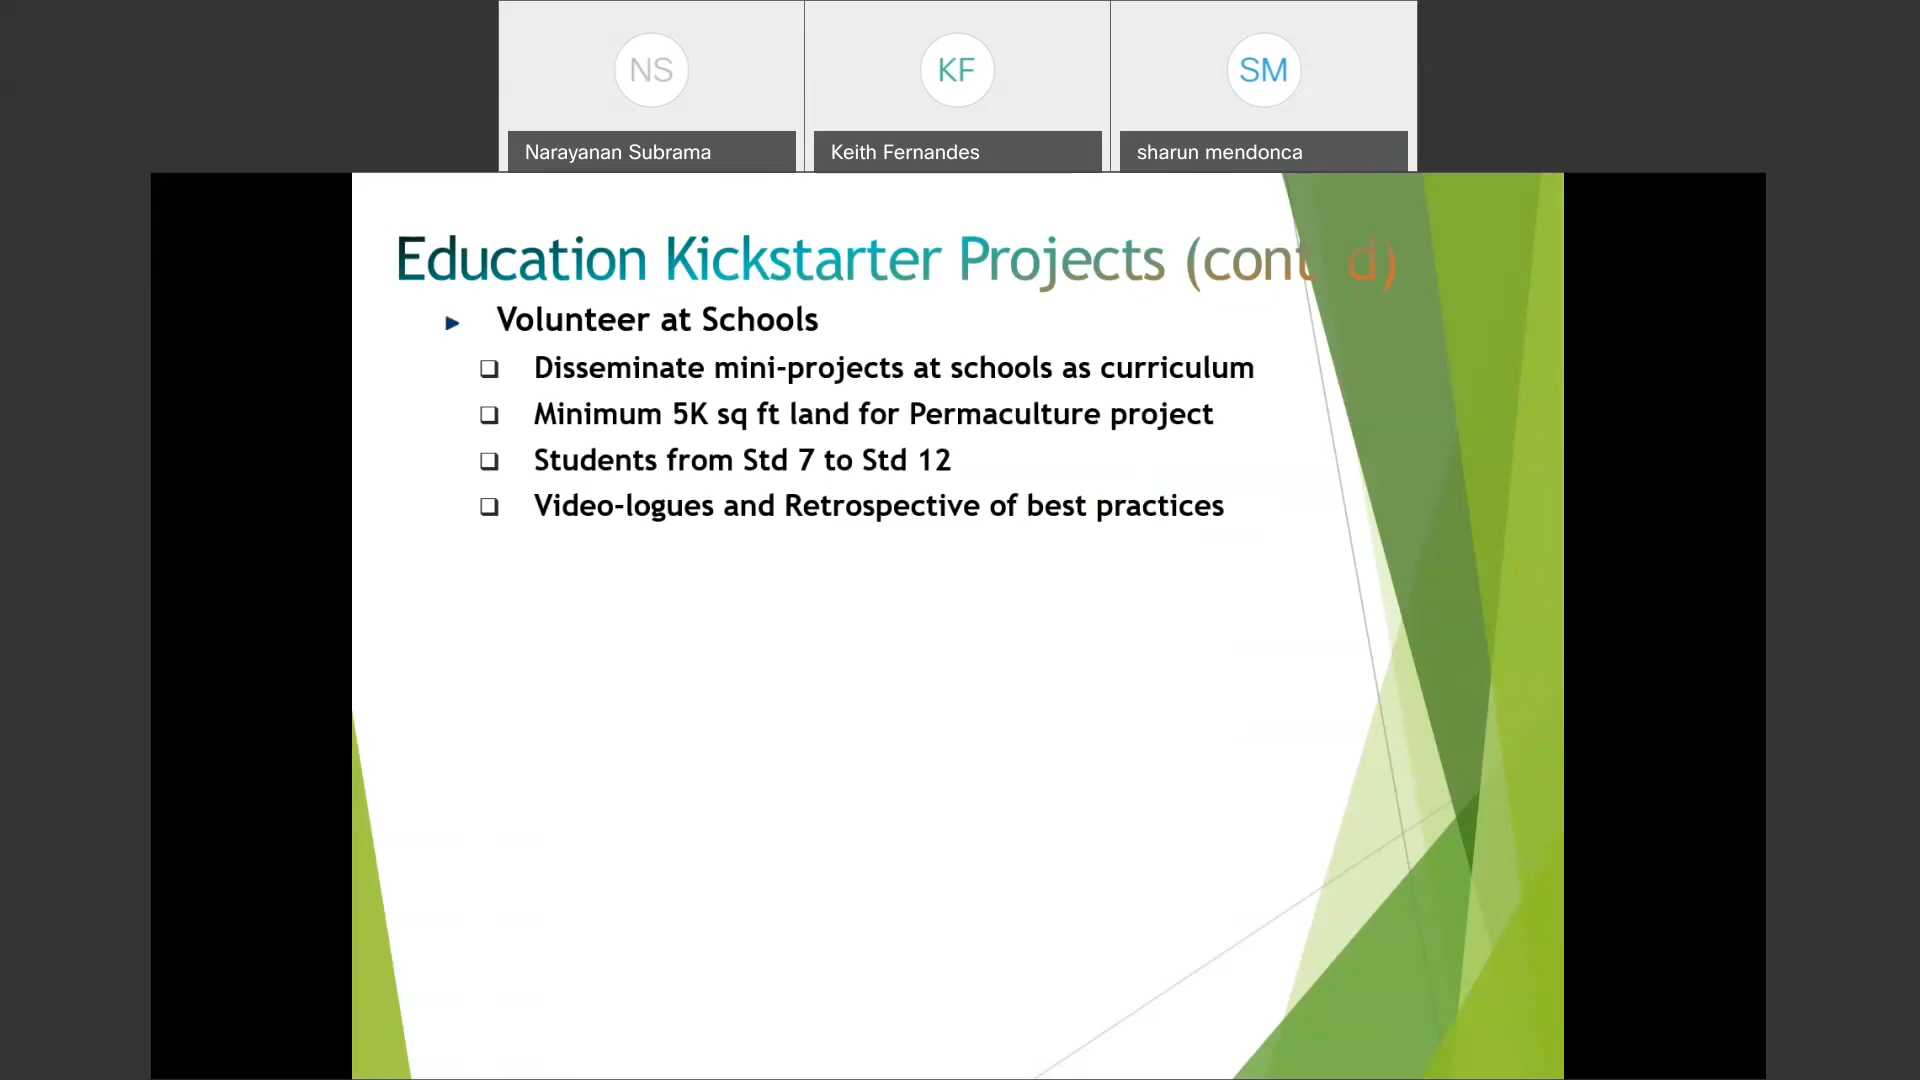 NS
KF
SM
Narayanan Subrama
Keith Fernandes
sharun mendonca
Education Kickstarter Projects (cont d)
Volunteer at Schools
Disseminate mini-projects at schools as curriculum
Minimum 5K sq ft land for Permaculture project
Students from Std 7 to Std 12
Video-logues and Retrospective of best practices